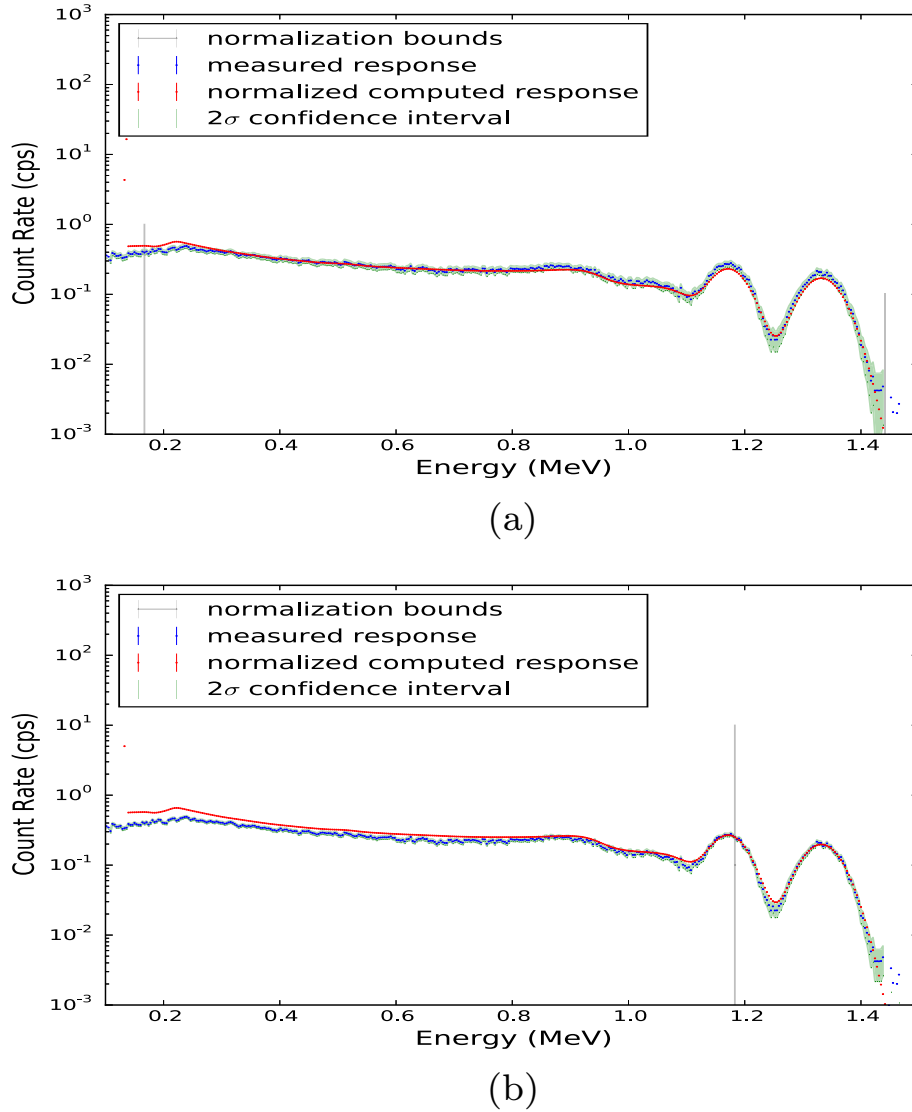 10³
normalization bounds
measured response
10²
normalized computed response
2σ confidence interval
10¹
Count Rate (cps)
10⁰
10⁻¹
10⁻²
10⁻³
0.2 0.4 0.6 0.8 1.0 1.2 1.4
Energy (MeV)
(a)
10³
normalization bounds
measured response
10²
normalized computed response
2σ confidence interval
10¹
Count Rate (cps)
10⁰
10⁻¹
10⁻²
10⁻³
0.2 0.4 0.6 0.8 1.0 1.2 1.4
Energy (MeV)
(b)